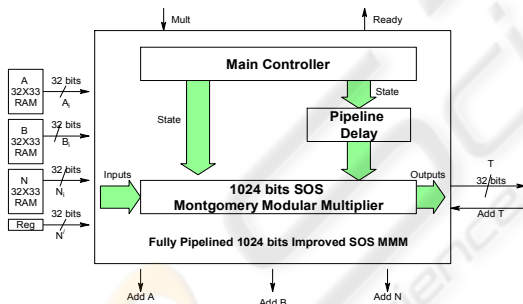 Mult
Ready
Main Controller
A
32X33
RAM
32 bits
Ai
State
State
B
32X33
RAM
32 bits
Bi
Pipeline
Delay
N
32X33
RAM
32 bits
Ni
Inputs
1024 bits SOS
Montgomery Modular Multiplier
Outputs
T
32 bits
Add T
Reg
32 bits
N'
Fully Pipelined 1024 bits Improved SOS MMM
Add A
Add B
Add N